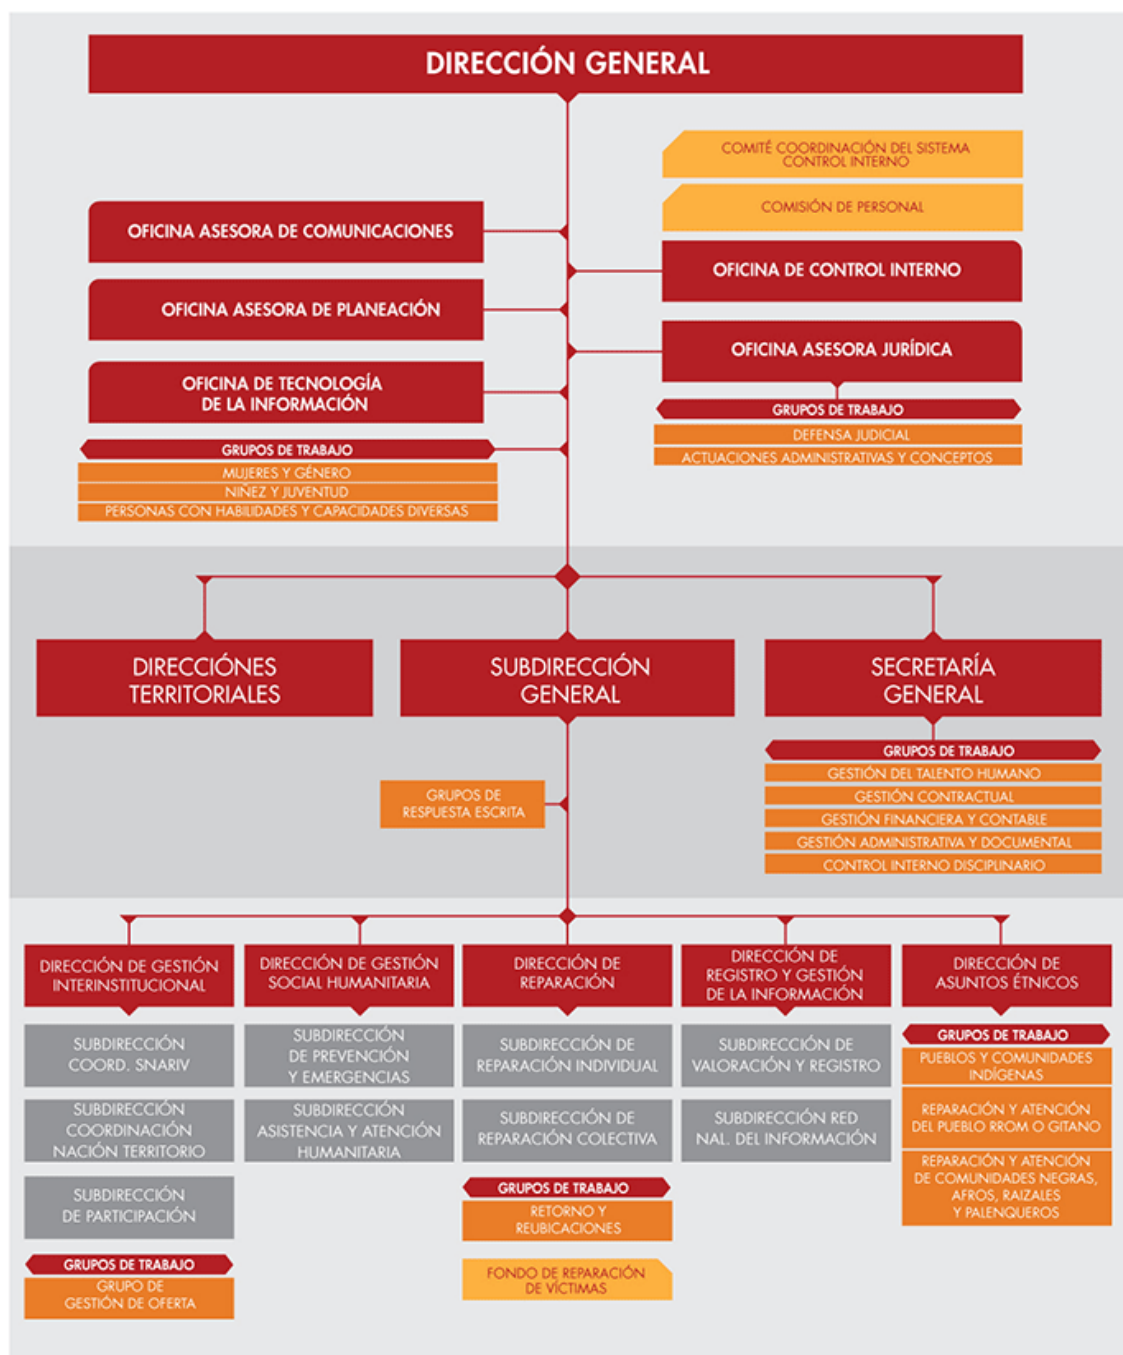 DIRECCIÓN GENERAL
COMITÉ COORDINACIÓN DEL SISTEMA
CONTROL INTERNO
COMISIÓN DE PERSONAL
OFICINA ASESORA DE COMUNICACIONES
OFICINA DE CONTROL INTERNO
OFICINA ASESORA DE PLANEACIÓN
OFICINA ASESORA JURÍDICA
OFICINA DE TECNOLOGÍA
DE LA INFORMACIÓN
GRUPOS DE TRABAJO
DEFENSA JUDICIAL
ACTUACIONES ADMINISTRATIVAS Y CONCEPTOS
GRUPOS DE TRABAJO
MUJERES Y GÉNERO
NIÑEZ Y JUVENTUD
PERSONAS CON HABILIDADES Y CAPACIDADES DIVERSAS
DIRECCIÓNES
TERRITORIALES
SUBDIRECCIÓN
GENERAL
SECRETARÍA
GENERAL
GRUPOS DE TRABAJO
GESTIÓN DEL TALENTO HUMANO
GESTIÓN CONTRACTUAL
GESTIÓN FINANCIERA Y CONTABLE
GESTIÓN ADMINISTRATIVA Y DOCUMENTAL
CONTROL INTERNO DISCIPLINARIO
GRUPOS DE
RESPUESTA ESCRITA
DIRECCIÓN DE GESTIÓN
INTERINSTITUCIONAL
SUBDIRECCIÓN
COORD. SNARIV
SUBDIRECCIÓN
COORDINACIÓN
NACIÓN TERRITORIO
SUBDIRECCIÓN
DE PARTICIPACIÓN
GRUPOS DE TRABAJO
GRUPO DE
GESTIÓN DE OFERTA
DIRECCIÓN DE GESTIÓN
SOCIAL HUMANITARIA
SUBDIRECCIÓN
DE PREVENCIÓN
Y EMERGENCIAS
SUBDIRECCIÓN
ASISTENCIA Y ATENCIÓN
HUMANITARIA
DIRECCIÓN DE
REPARACIÓN
SUBDIRECCIÓN DE
REPARACIÓN INDIVIDUAL
SUBDIRECCIÓN DE
REPARACIÓN COLECTIVA
GRUPOS DE TRABAJO
RETORNO Y
REUBICACIONES
FONDO DE REPARACIÓN
DE VÍCTIMAS
DIRECCIÓN DE
REGISTRO Y GESTIÓN
DE LA INFORMACIÓN
SUBDIRECCIÓN DE
VALORACIÓN Y REGISTRO
SUBDIRECCIÓN RED
NAL. DEL INFORMACIÓN
DIRECCIÓN DE
ASUNTOS ÉTNICOS
GRUPOS DE TRABAJO
PUEBLOS Y COMUNIDADES
INDÍGENAS
REPARACIÓN Y ATENCIÓN
DEL PUEBLO RROM O GITANO
REPARACIÓN Y ATENCIÓN
DE COMUNIDADES NEGRAS,
AFROS, RAIZALES
Y PALENQUEROS